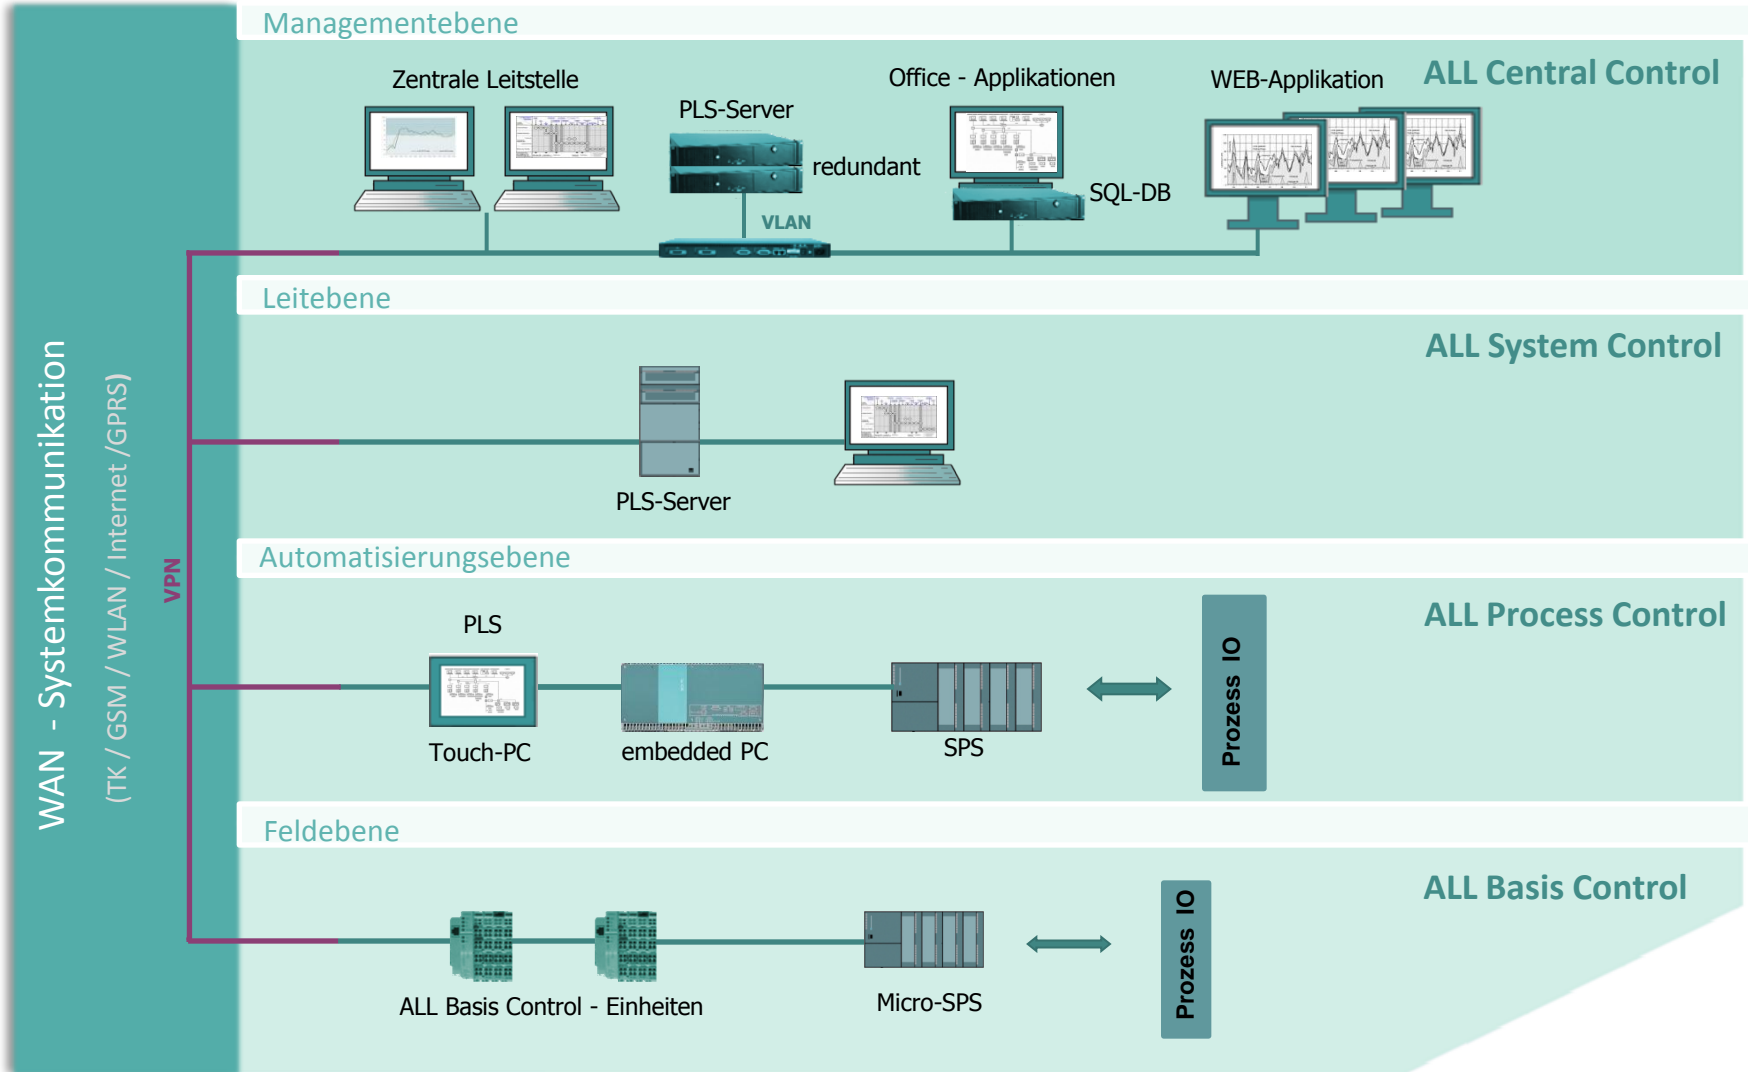 Managementebene
ALL Central Control
Zentrale Leitstelle
PLS-Server
redundant
Office - Applikationen
SQL-DB
WEB-Applikation
VLAN
Leitebene
ALL System Control
PLS-Server
Automatisierungsebene
ALL Process Control
PLS
Touch-PC
embedded PC
SPS
Prozess IO
Feldebene
ALL Basis Control
ALL Basis Control - Einheiten
Micro-SPS
Prozess IO
WAN - Systemkommunikation
(TK / GSM / WLAN / Internet /GPRS)
VPN